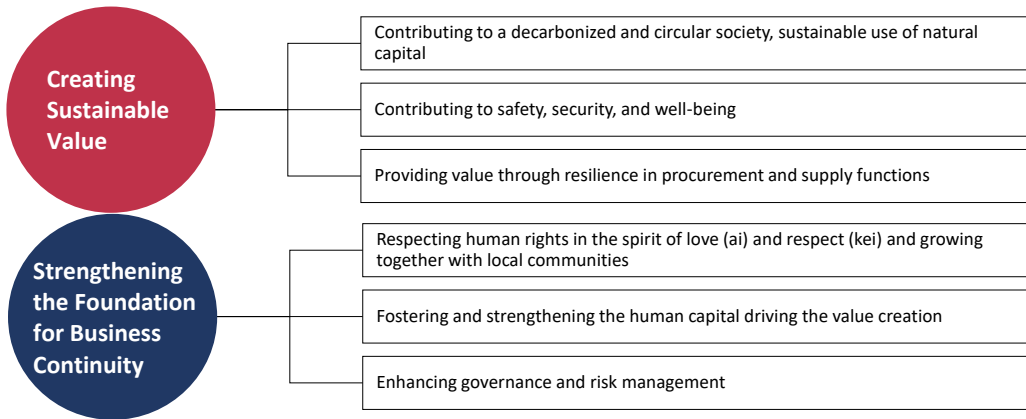 Creating
Sustainable
Value
Contributing to a decarbonized and circular society, sustainable use of natural
capital
Contributing to safety, security, and well-being
Providing value through resilience in procurement and supply functions
Strengthening
the Foundation
for Business
Continuity
Respecting human rights in the spirit of love (ai) and respect (kei) and growing
together with local communities
Fostering and strengthening the human capital driving the value creation
Enhancing governance and risk management